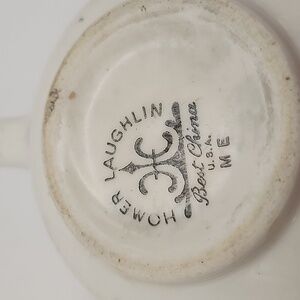 HOMER LAUGHLIN
Best China
U.S.A.
M E